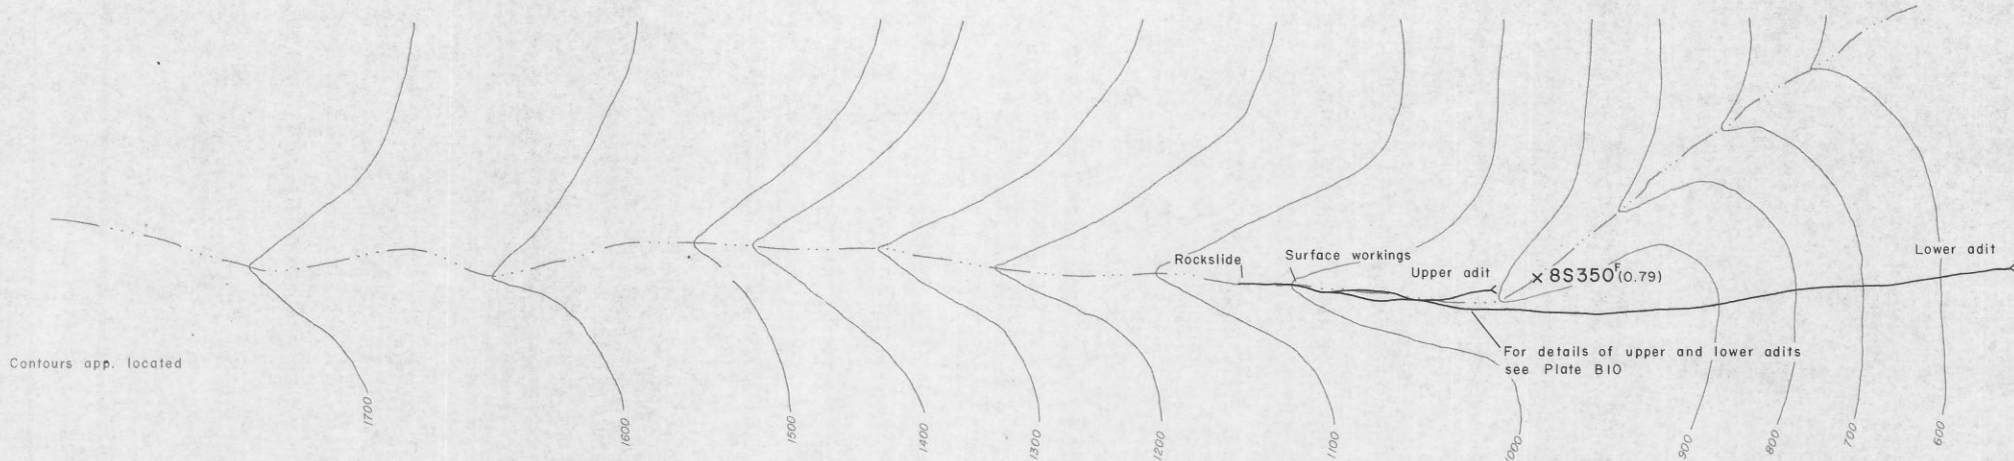 Rockslide
Surface workings
Upper adit
Lower adit
× 8S350F(0.79)
For details of upper and lower adits
see Plate B10
Contours app. located
1700
1600
1500
1400
1300
1200
1100
1000
900
800
700
600